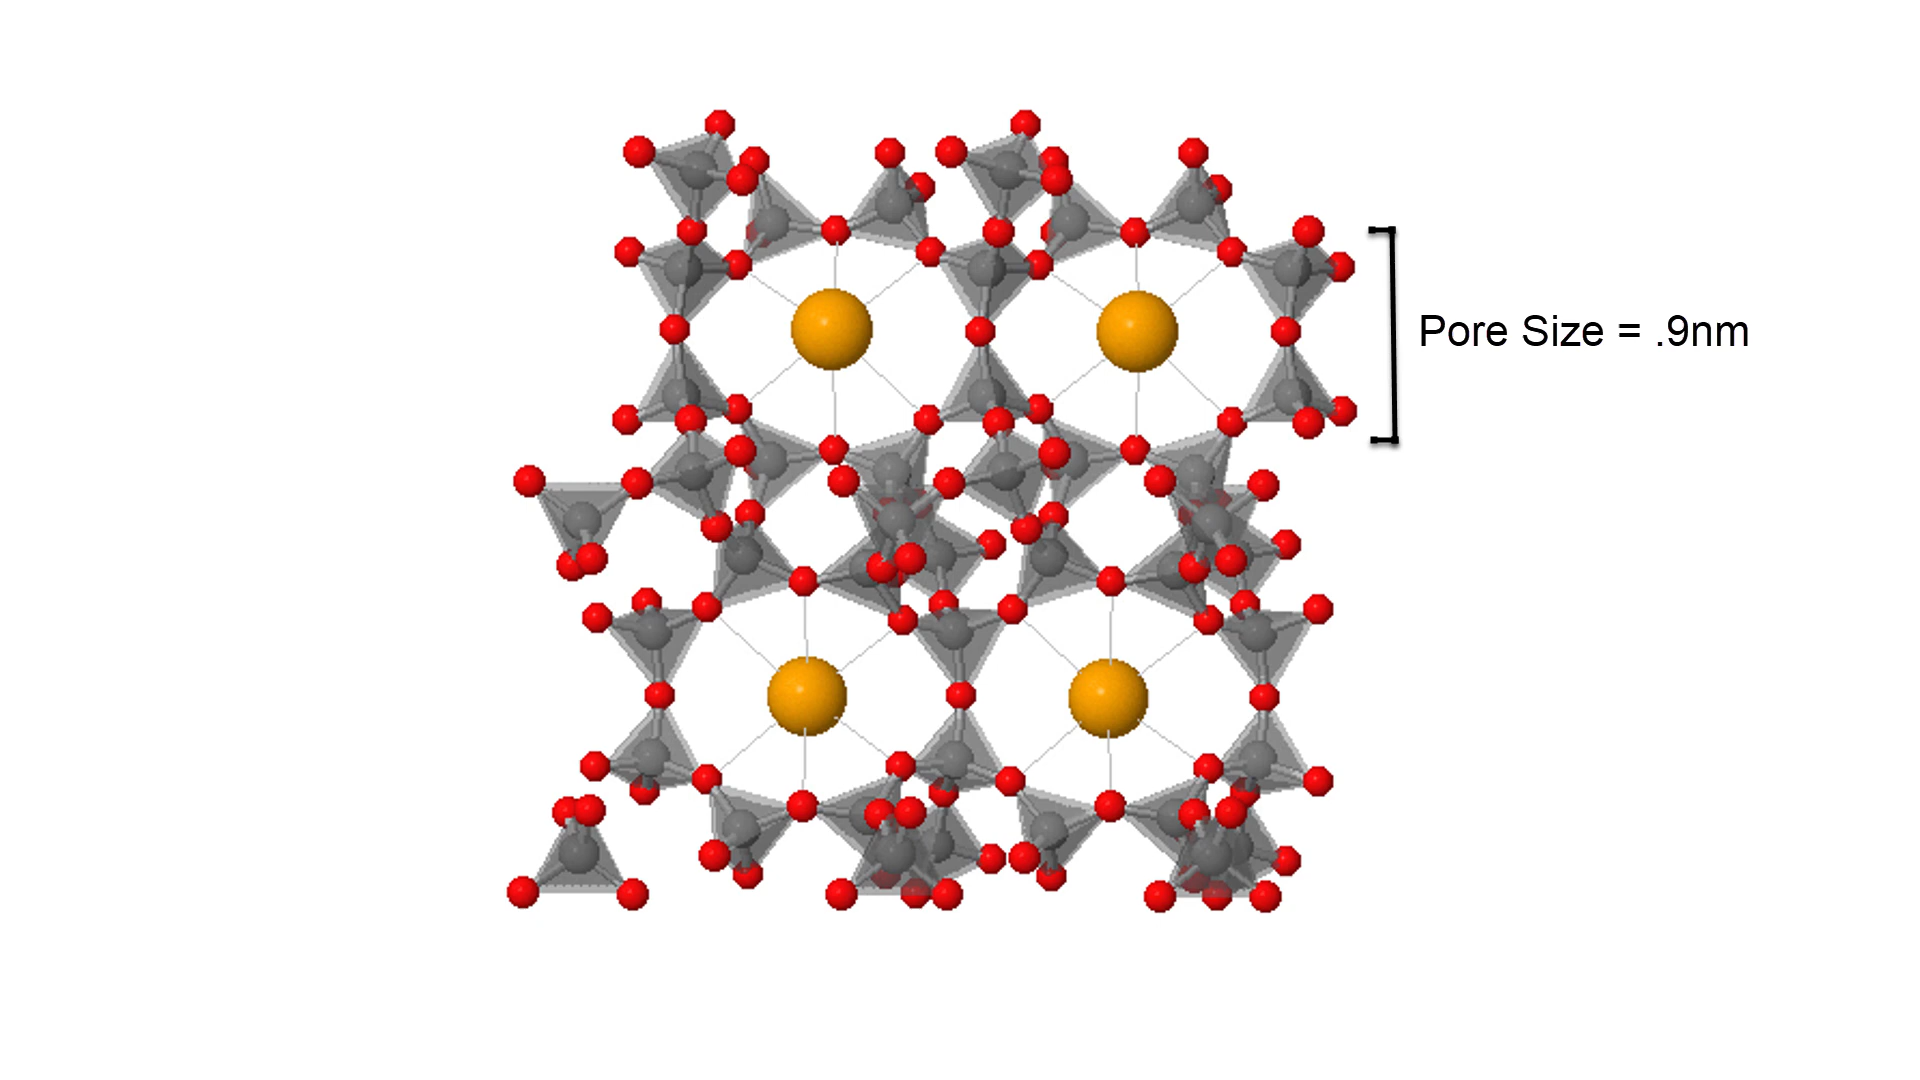 Pore Size = .9nm